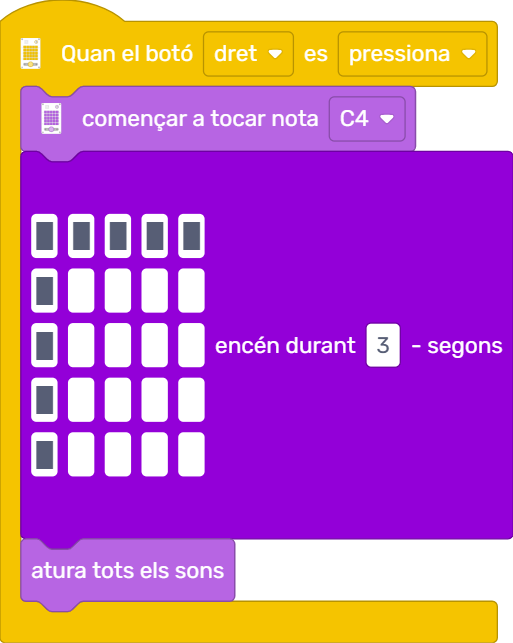 Quan el botó dret es pressiona
començar a tocar nota C4
encén durant 3 - segons
atura tots els sons